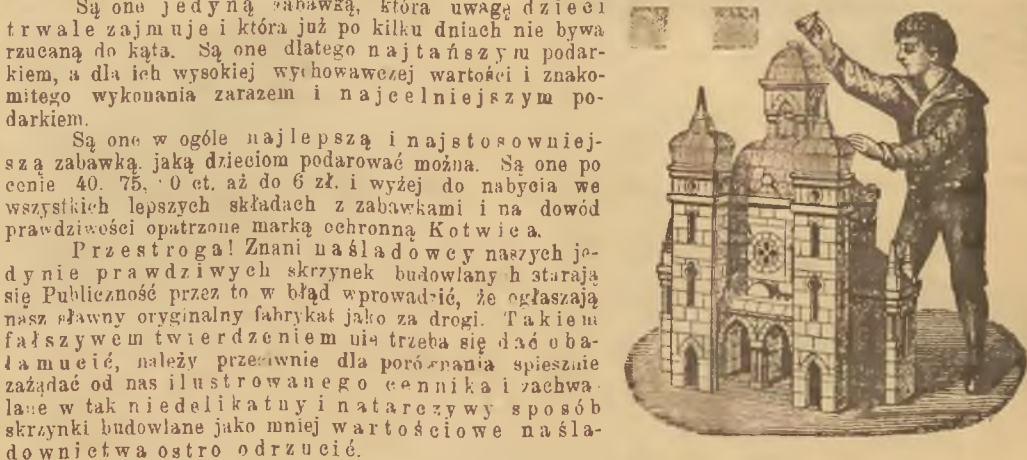 Są one jedyną zabawką, która uwagę dzieci
trwale zajmuje i która już po kilku dniach nie bywa
rzucaną do kąta. Są one dlatego najtańszym podar-
kiem, a dla ich wysokiej wychowawczej wartości i znako-
mitego wykonania zarazem i najcelniejszym po-
darkiem.
Są one w ogóle najlepszą i najstosowniej-
szą zabawką. jaką dzieciom podarować można. Są one po
cenie 40. 75, 0 ct. aż do 6 zł. i wyżej do nabycia we
wszystkich lepszych składach z zabawkami i na dowód
prawdziwości opatrzone marką ochronną Kotwica.
Przestroga! Znani naśladowcy naszych je-
dynie prawdziwych skrzynek budowlanych starają
się Publiczność przez to w błąd wprowadzić, że ogłaszają
nasz sławny oryginalny fabrykat jako za drogi. Takiem
fałszywem twierdzeniem nie trzeba się dać oba-
łamucić, należy przeciwnie dla porównania spiesznie
zażądać od nas ilustrowanego cennika i zachwa-
lane w tak niedelikatny i natarczywy sposób
skrzynki budowlane jako mniej wartościowe naśla-
downictwa ostro odrzucić.